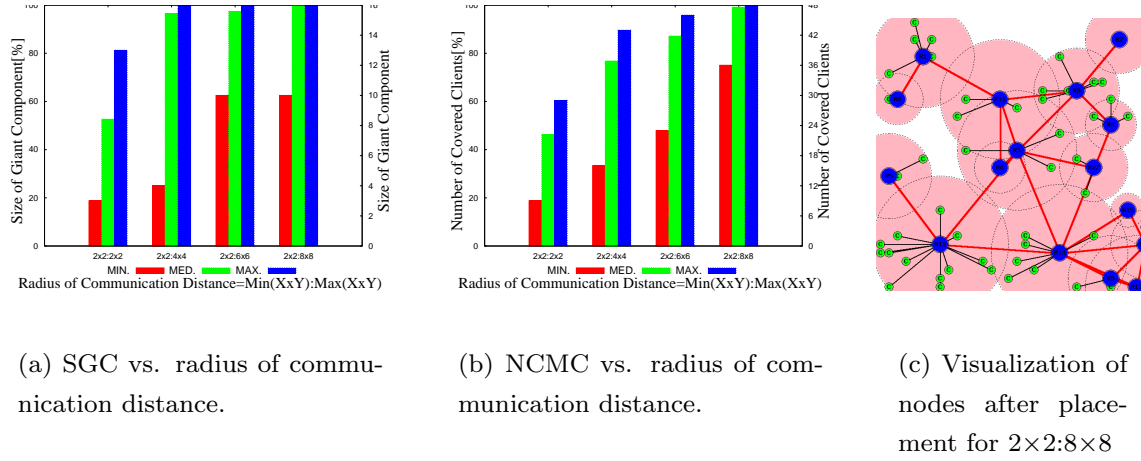 100
80
60
40
20
0
Size of Giant Component[%]
16
14
12
10
8
6
4
2
0
Size of Giant Component
2x2:2x2 2x2:4x4 2x2:6x6 2x2:8x8
MIN. MED. MAX.
Radius of Communication Distance=Min(XxY):Max(XxY)
100
80
60
40
20
0
Number of Covered Clients[%]
48
42
36
30
24
18
12
6
0
Number of Covered Clients
2x2:2x2 2x2:4x4 2x2:6x6 2x2:8x8
MIN. MED. MAX.
Radius of Communication Distance=Min(XxY):Max(XxY)
(a) SGC vs. radius of commu-
nication distance.
(b) NCMC vs. radius of com-
munication distance.
(c) Visualization of
nodes after place-
ment for 2×2:8×8